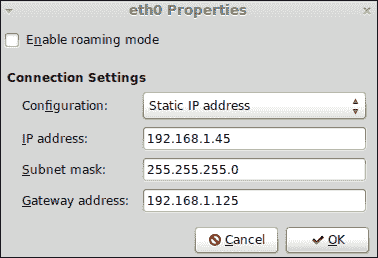 eth0 Properties
Enable roaming mode
Connection Settings
Configuration: Static IP address
IP address: 192.168.1.45
Subnet mask: 255.255.255.0
Gateway address: 192.168.1.125
Cancel OK